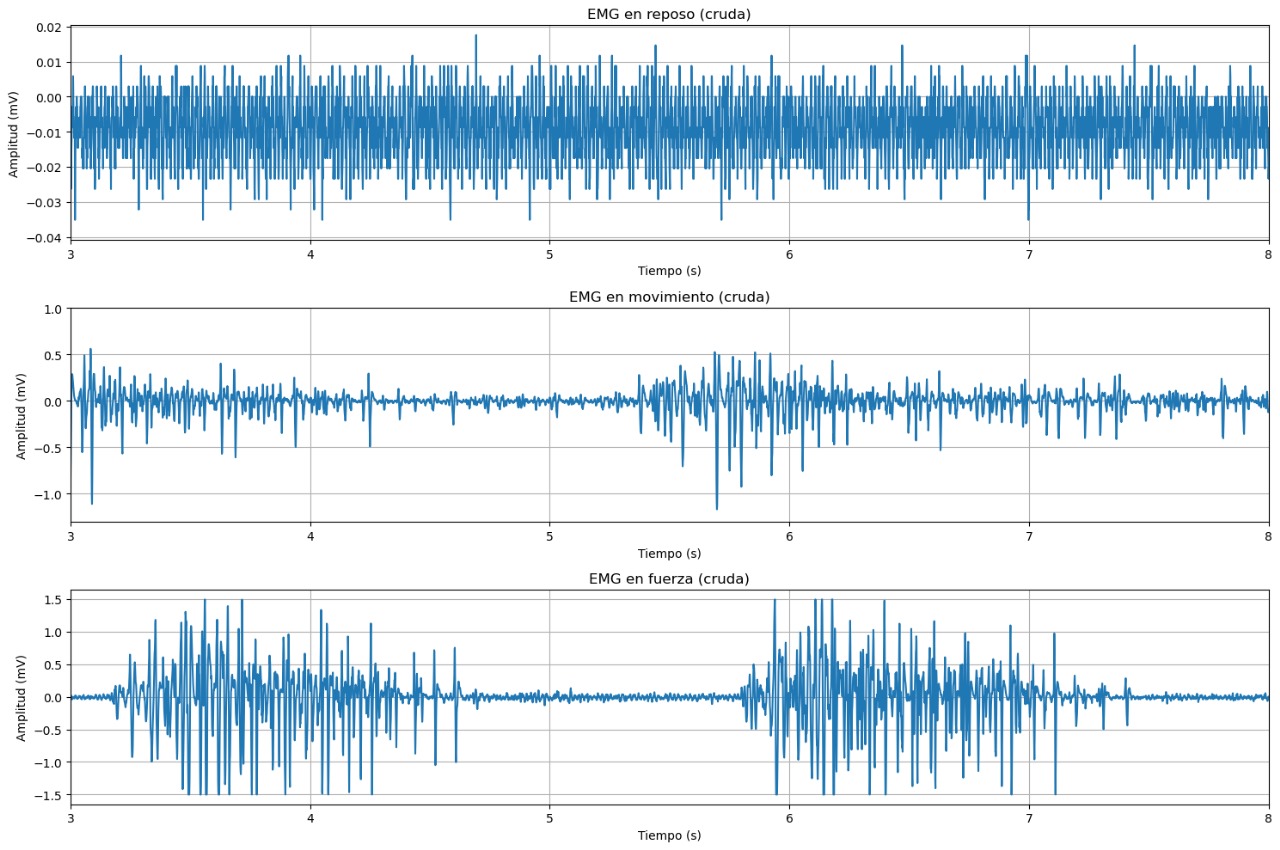 EMG en reposo (cruda)
0.02
0.01
0.00
−0.01
−0.02
−0.03
−0.04
Amplitud (mV)
3 4 5 6 7 8
Tiempo (s)
EMG en movimiento (cruda)
1.0
0.5
0.0
−0.5
−1.0
Amplitud (mV)
3 4 5 6 7 8
Tiempo (s)
EMG en fuerza (cruda)
1.5
1.0
0.5
0.0
−0.5
−1.0
−1.5
Amplitud (mV)
3 4 5 6 7 8
Tiempo (s)